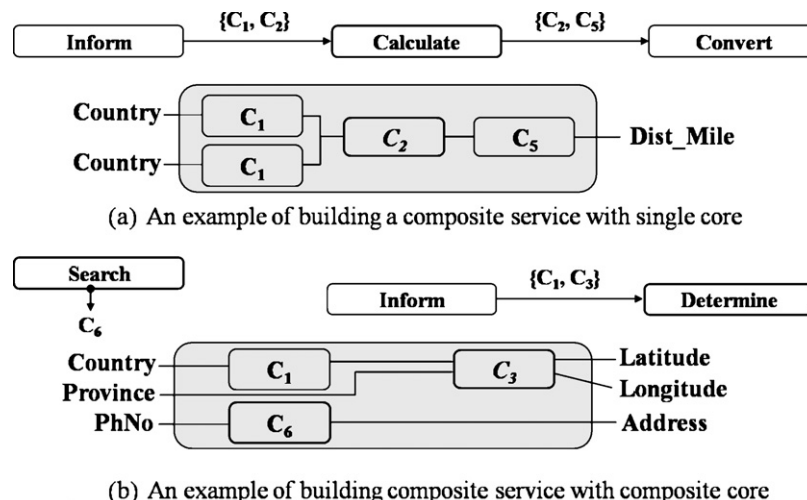 {C1, C2} {C2, C5}
Inform Calculate Convert
Country C1
C2 C5 Dist_Mile
Country C1
(a) An example of building a composite service with single core
Search {C1, C3}
Inform Determine
C6
Country C1 C3 Latitude
Province Longitude
PhNo C6 Address
(b) An example of building composite service with composite core